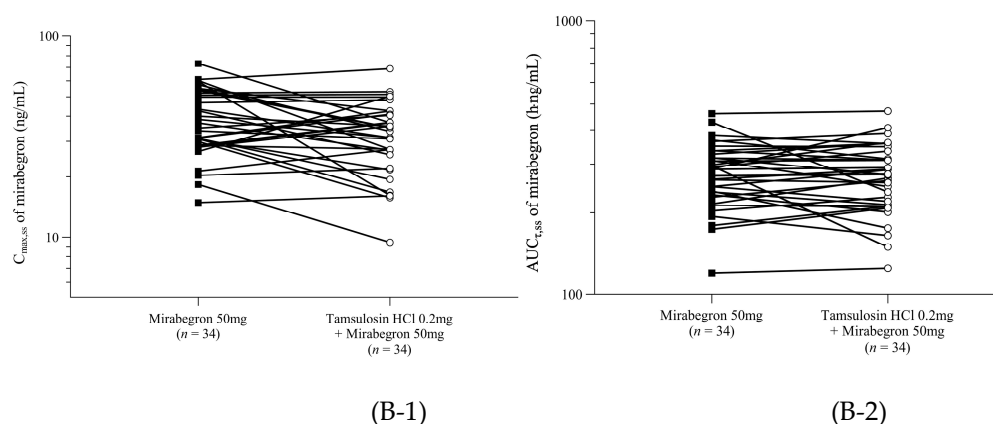 100
10
C_max,ss of mirabegron (ng/mL)
Mirabegron 50mg
(n = 34)
Tamsulosin HCl 0.2mg
+ Mirabegron 50mg
(n = 34)
(B-1)
1000
100
AUC_τ,ss of mirabegron (h·ng/mL)
Mirabegron 50mg
(n = 34)
Tamsulosin HCl 0.2mg
+ Mirabegron 50mg
(n = 34)
(B-2)